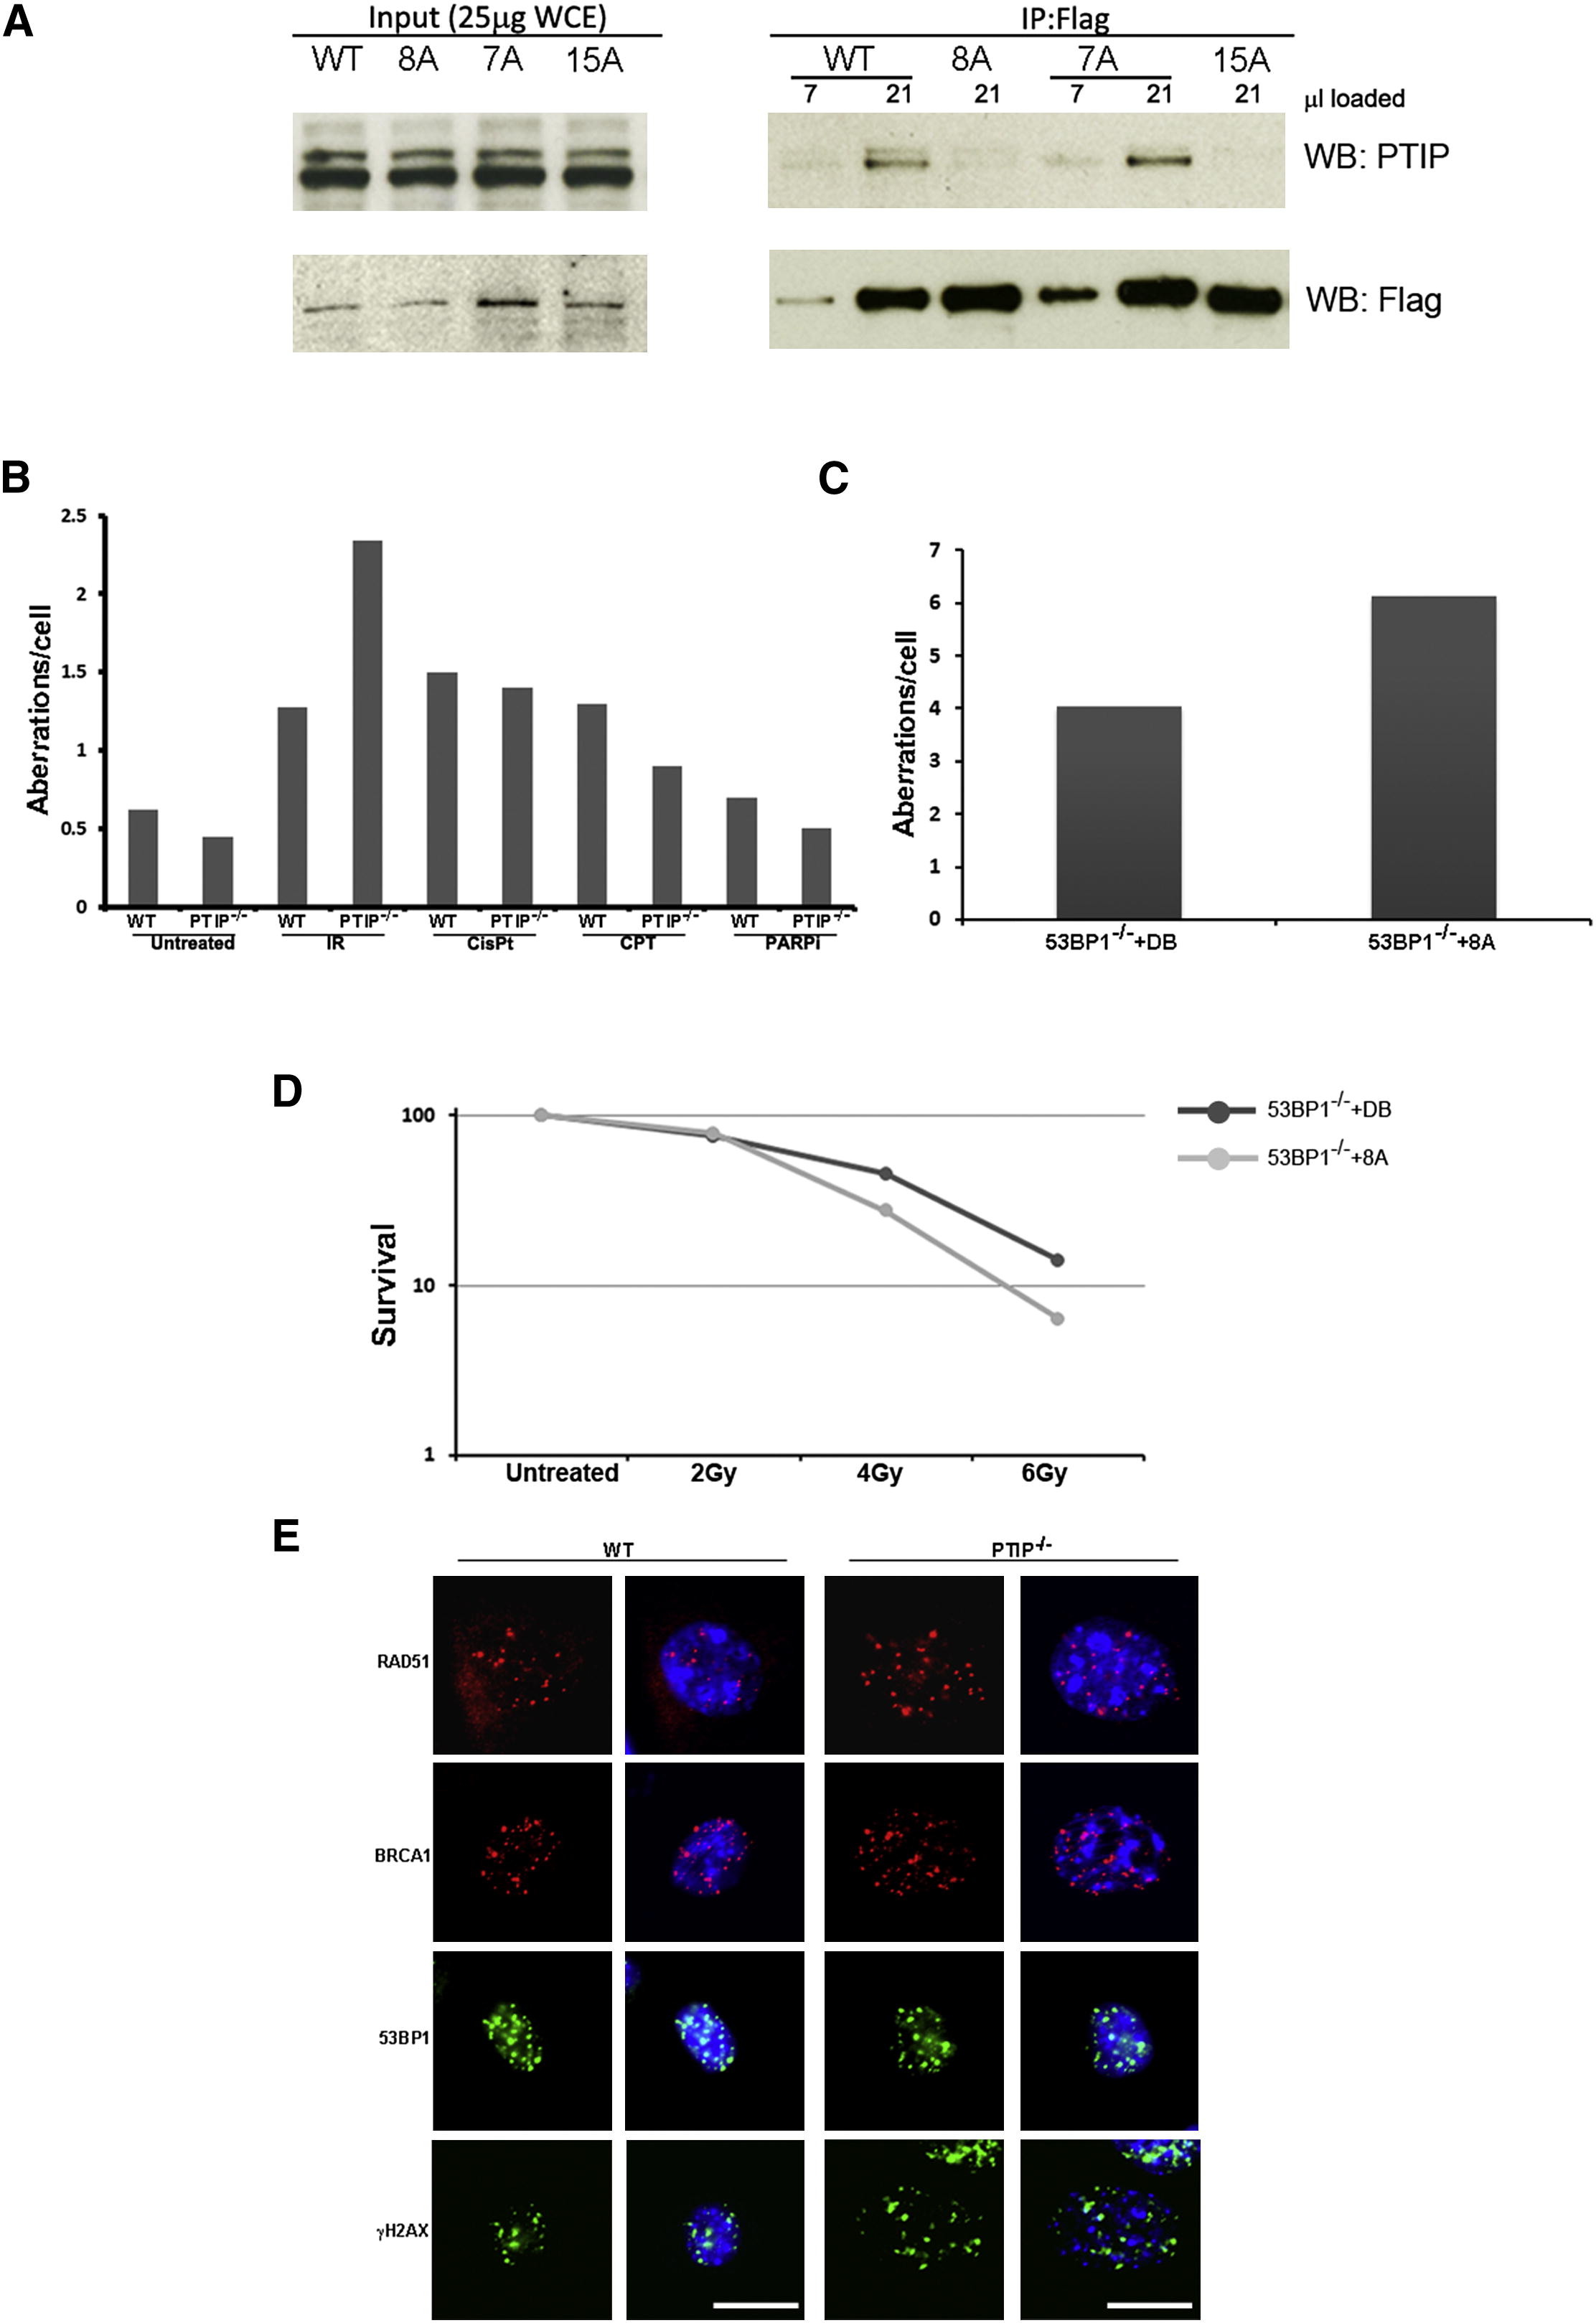 A
Input (25μg WCE)
WT 8A 7A 15A
IP:Flag
WT 8A 7A 15A
7 21 21 7 21 21 μl loaded
WB: PTIP
WB: Flag
B
Aberrations/cell
2.5
2
1.5
1
0.5
0
WT PTIP-/- WT PTIP-/- WT PTIP-/- WT PTIP-/- WT PTIP-/-
Untreated IR CisPt CPT PARPi
C
Aberrations/cell
7
6
5
4
3
2
1
0
53BP1-/-+DB 53BP1-/-+8A
D
Survival
100
10
1
Untreated 2Gy 4Gy 6Gy
53BP1-/-+DB
53BP1-/-+8A
E
WT PTIP-/-
RAD51
BRCA1
53BP1
γH2AX